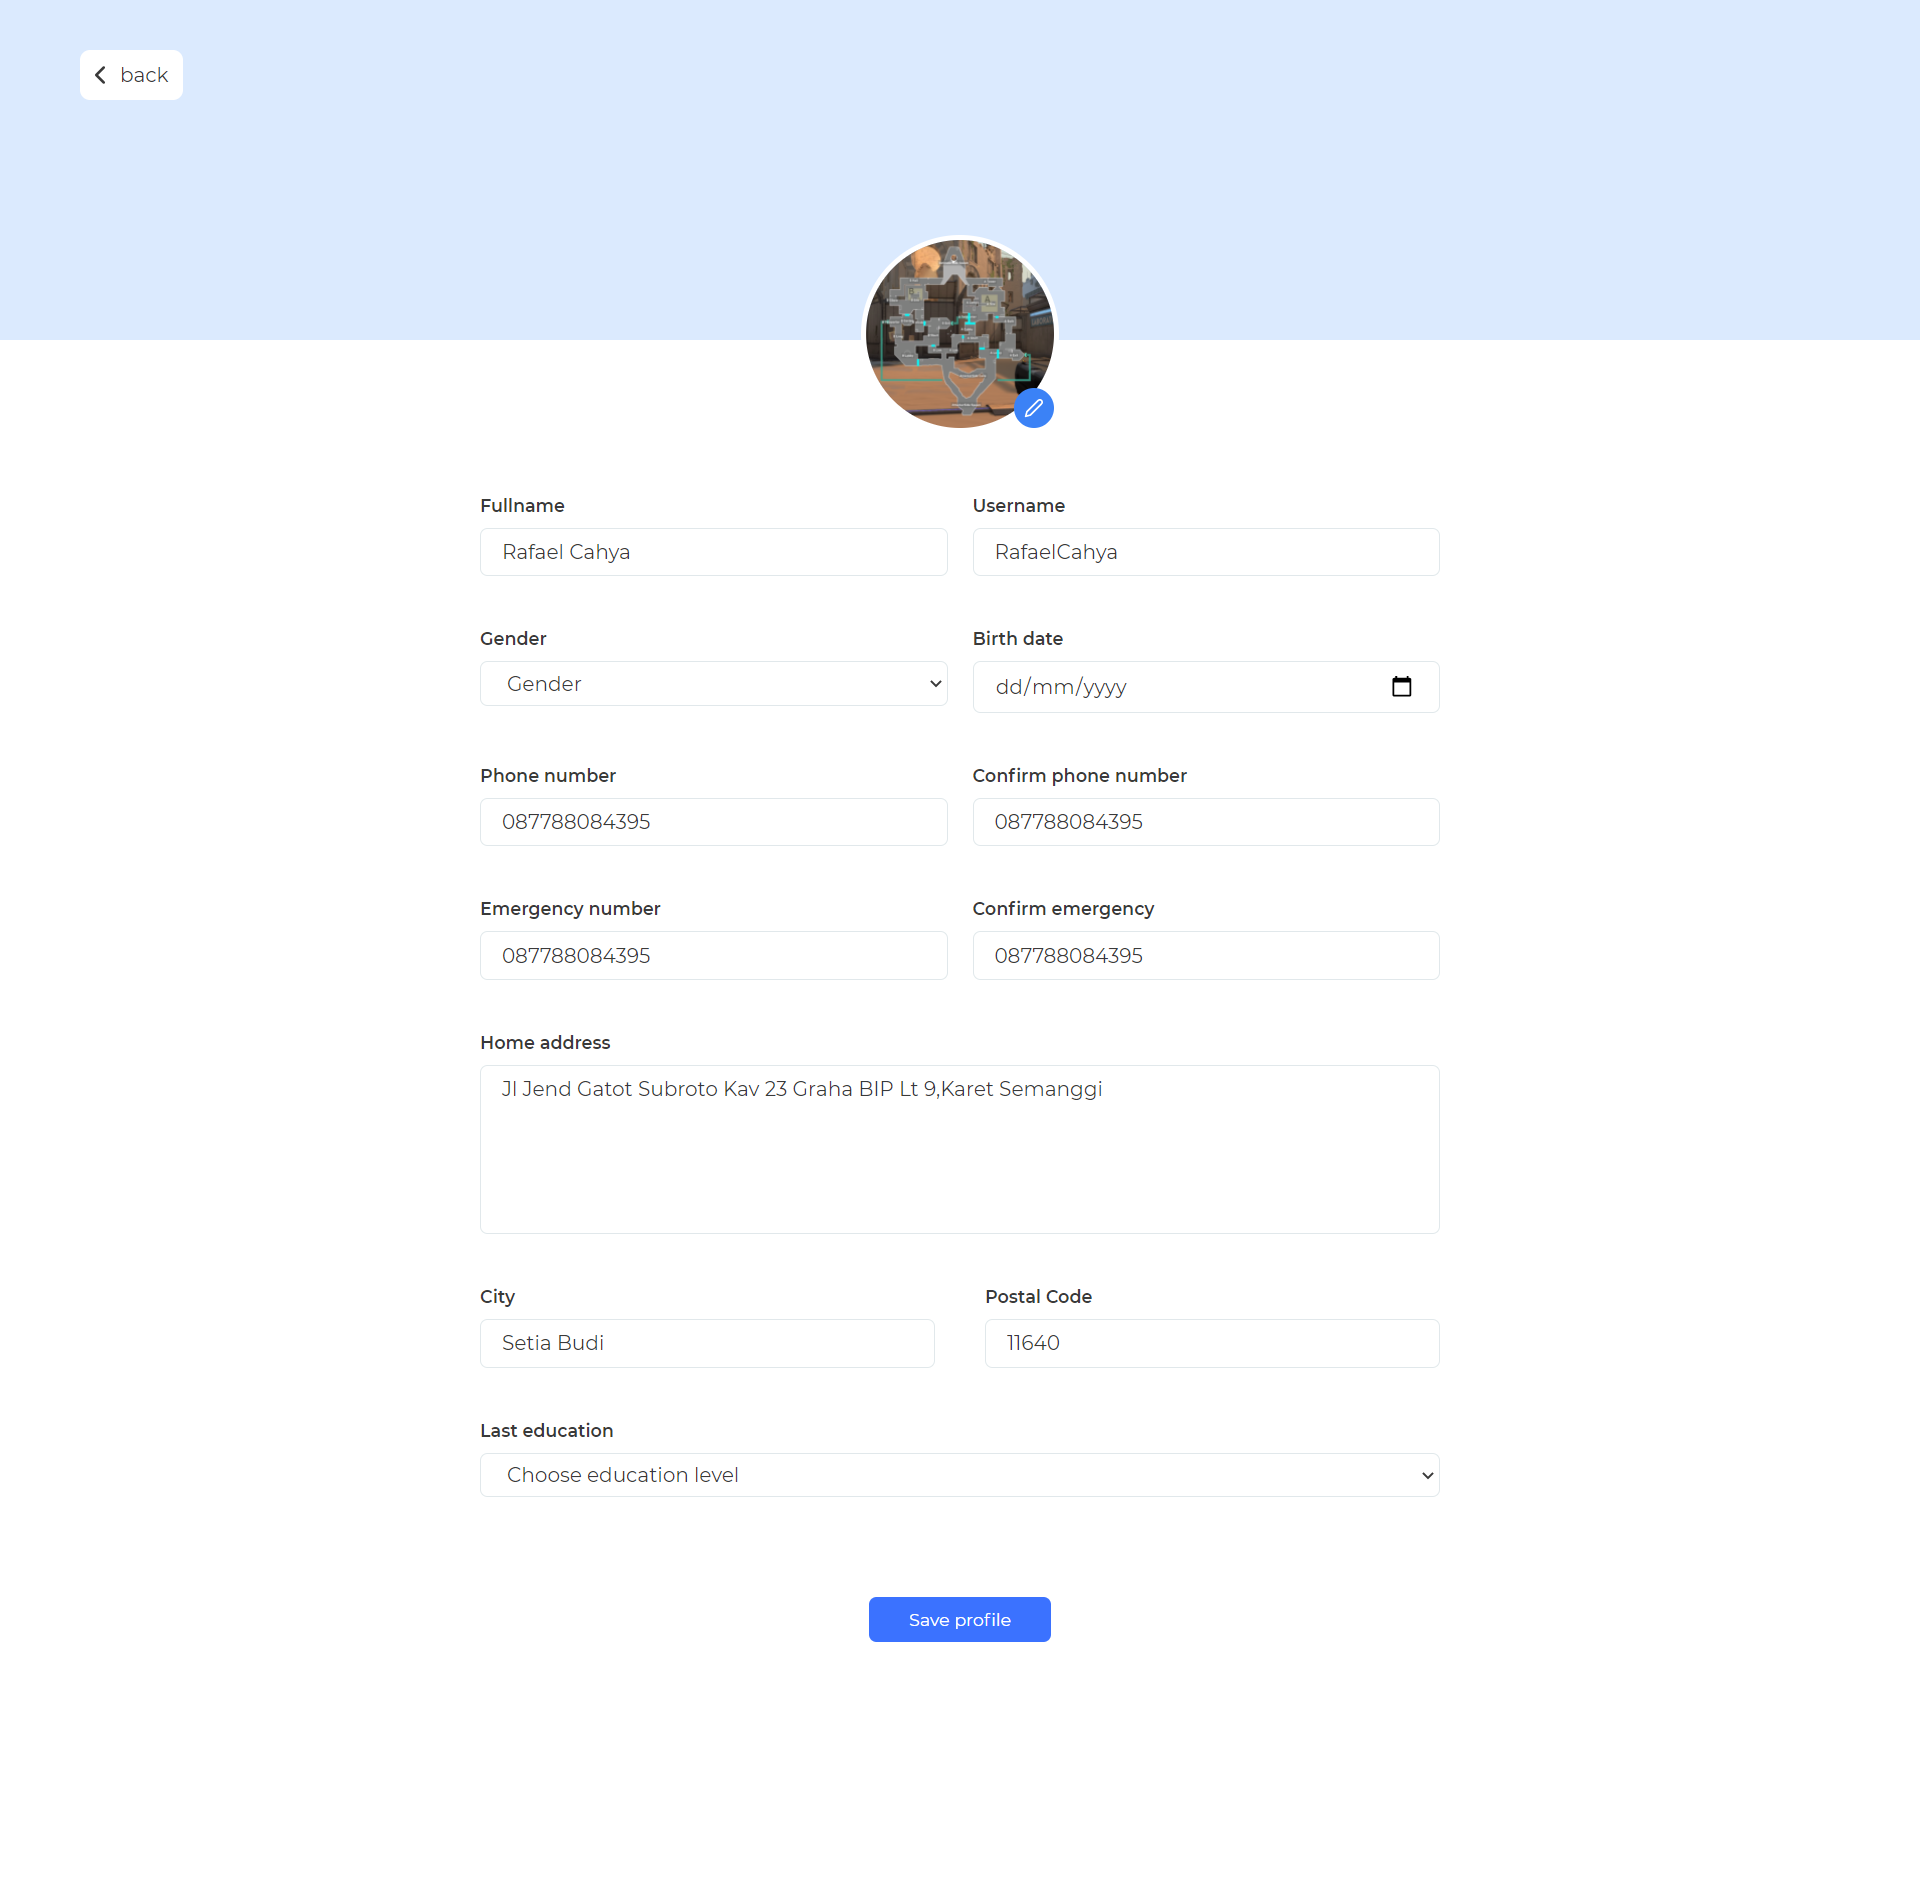 back
Fullname
Username
Rafael Cahya
RafaelCahya
Gender
Birth date
Gender
dd/mm/yyyy
Phone number
Confirm phone number
087788084395
087788084395
Emergency number
Confirm emergency
087788084395
087788084395
Home address
Jl Jend Gatot Subroto Kav 23 Graha BIP Lt 9,Karet Semanggi
City
Postal Code
Setia Budi
11640
Last education
Choose education level
Save profile